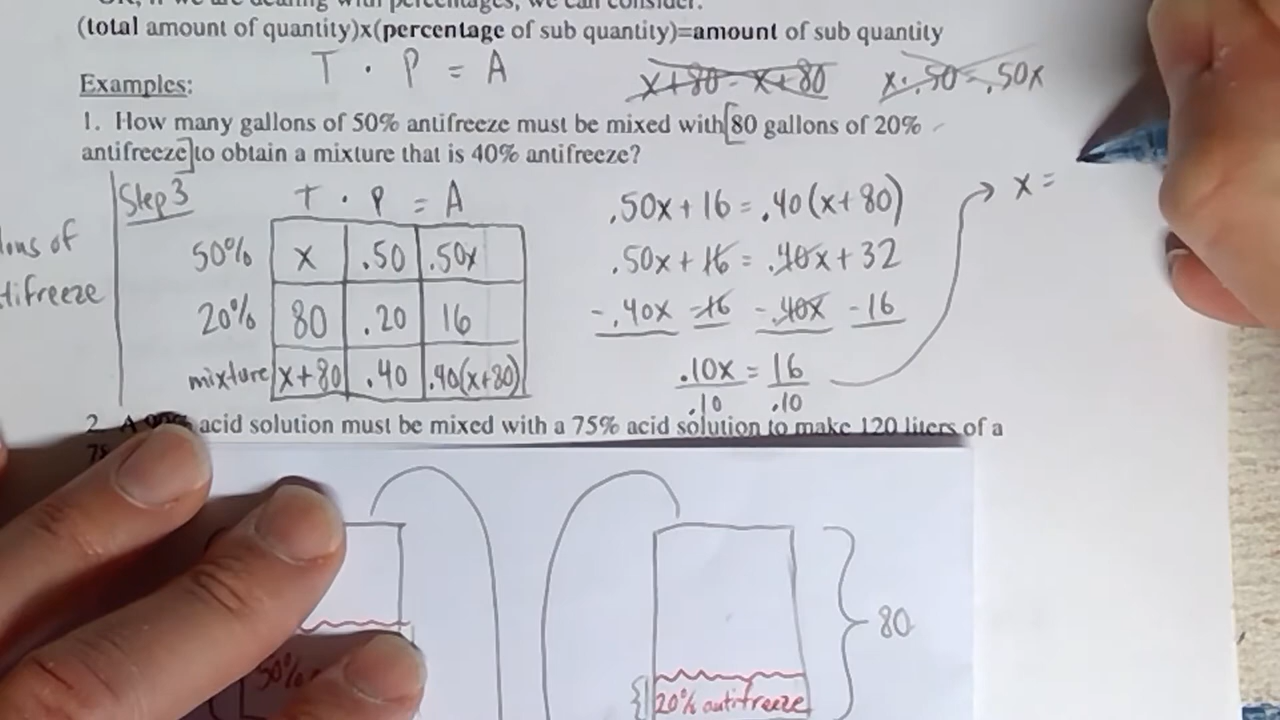 (total amount of quantity)x(percentage of sub quantity)=amount of sub quantity
T · P = A
x+80 - x+80 x · .50 = .50x
Examples:
1. How many gallons of 50% antifreeze must be mixed with [80 gallons of 20%
antifreeze] to obtain a mixture that is 40% antifreeze?
Step 3
T · P = A
50% x .50 .50x
20% 80 .20 16
mixture x+80 .40 .40(x+80)
.50x + 16 = .40(x+80)
.50x + 16 = .40x + 32
-.40x -16 -.40x -16
.10x = 16
.10 .10
x =
2. A acid solution must be mixed with a 75% acid solution to make 120 liters of a
80
50%
20% antifreeze